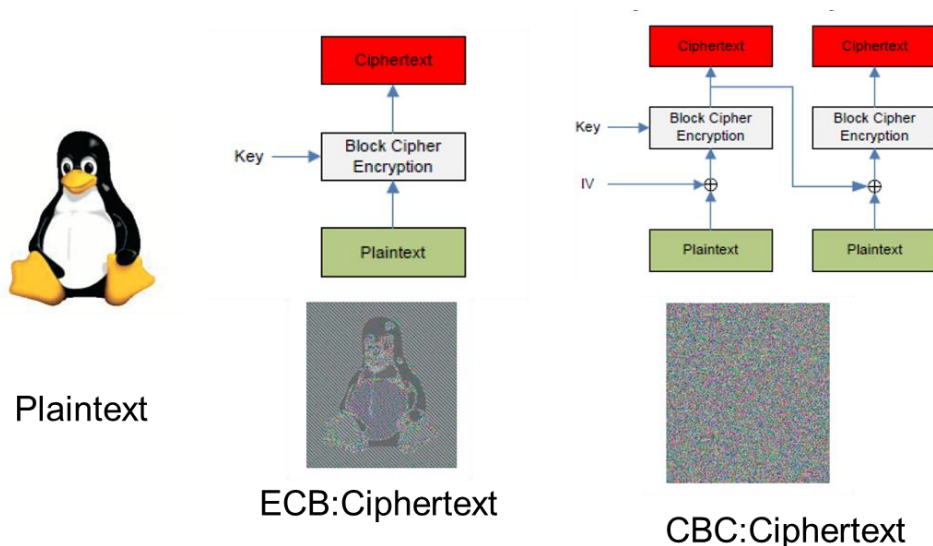 Plaintext
Ciphertext
Key
Block Cipher
Encryption
Plaintext
ECB:Ciphertext
Ciphertext
Ciphertext
Key
Block Cipher
Encryption
Block Cipher
Encryption
IV
Plaintext
Plaintext
CBC:Ciphertext